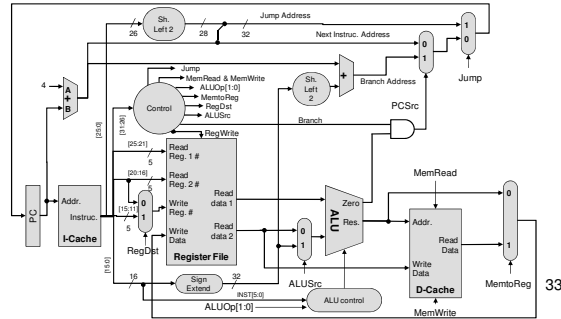 Jump Address
Sh.
Left 2
26
28
32
1
0
Next Instruc. Address
0
1
Jump
4
A
+
B
+
Branch Address
Sh.
Left
2
PCSrc
Jump
MemRead & MemWrite
ALUOp[1:0]
MemtoReg
RegDst
ALUSrc
Control
Branch
RegWrite
[25:0]
[31:26]
[25:21]
5
Read
Reg. 1 #
[20:16]
5
Read
Reg. 2 #
[15:11]
5
0
1
Write
Reg. #
Write
Data
Read
data 1
Read
data 2
Register File
RegDst
PC
Addr.
Instruc.
I-Cache
[15:0]
16
Sign
Extend
32
INST[5:0]
ALUOp[1:0]
ALU control
0
1
ALUSrc
ALU
Zero
Res.
MemRead
Addr.
Read
Data
Write
Data
D-Cache
MemWrite
0
1
MemtoReg
33